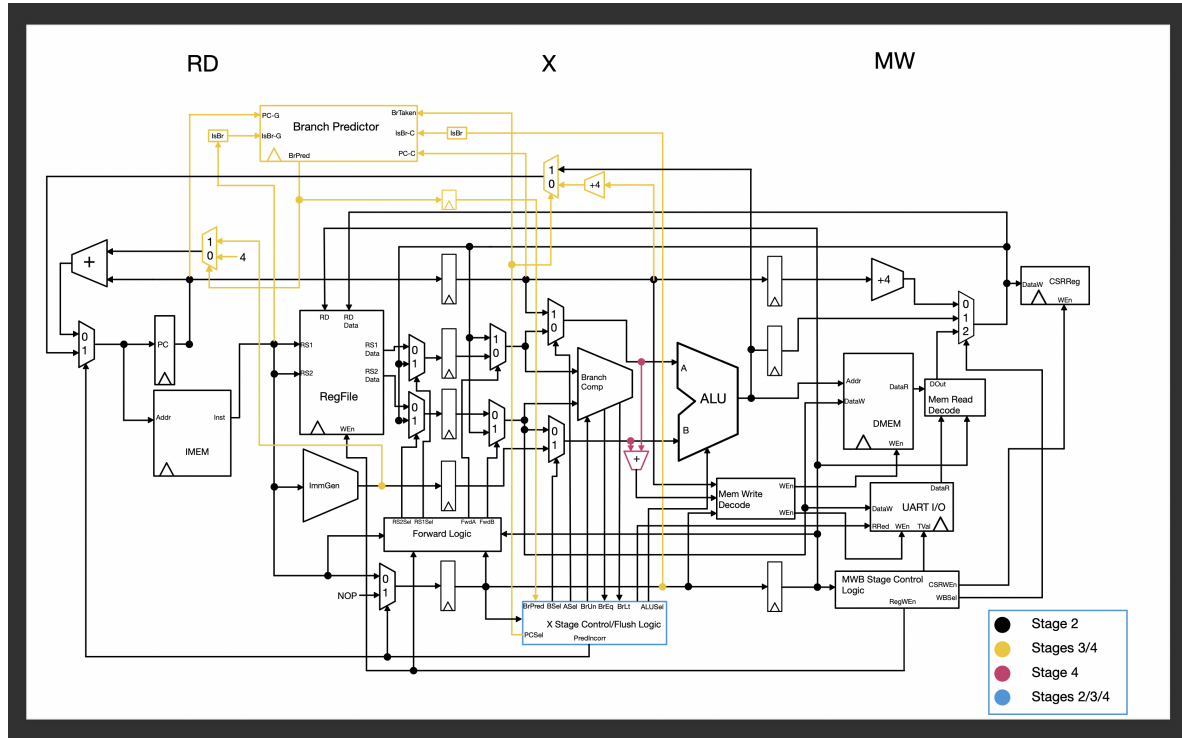 RD
X
MW
PC-G
Branch Predictor
BrTaken
IsBr
IsBr-G
IsBr-C
IsBr
BrPred
PC-C
1
0
+4
1
0
4
+
+4
CSRReg
DataW
WEn
0
1
PC
RD
RD
Data
RS1
RS2
RS1
Data
RS2
Data
RegFile
WEn
0
1
0
1
1
0
0
1
1
0
0
1
Branch
Comp
A
B
ALU
+
0
1
2
Addr
DataR
DataW
DMEM
WEn
DOut
Mem Read
Decode
Addr
Inst
IMEM
ImmGen
Mem Write
Decode
WEn
WEn
DataR
DataW
UART I/O
RRed
WEn
TVal
RS2Sel
RS1Sel
FwdA
FwdB
Forward Logic
NOP
0
1
MWB Stage Control
Logic
CSRWEn
WBSel
RegWEn
BrPred
BSel
ASel
BrUn
BrEq
BrLt
ALUSel
X Stage Control/Flush Logic
PCSel
PredIncorr
Stage 2
Stages 3/4
Stage 4
Stages 2/3/4